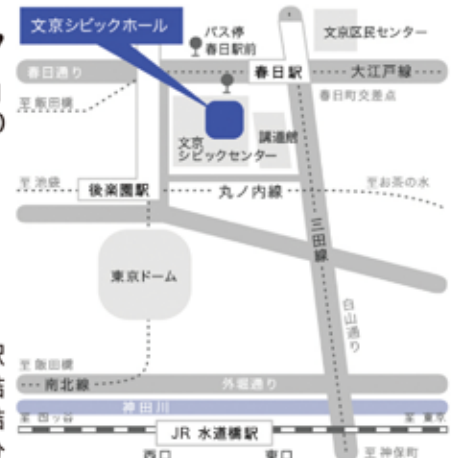 文京シビックホール
バス停
春日駅前
文京区民センター
春日通り
春日駅
大江戸線
至飯田橋
春日町交差点
文京
シビックセンター
講道館
至池袋
後楽園駅
丸ノ内線
至お茶の水
三田線
東京ドーム
白山通り
至飯田橋
南北線
外堀通り
神田川
至四ッ谷
至東京
JR 水道橋駅
西口
東口
至神保町